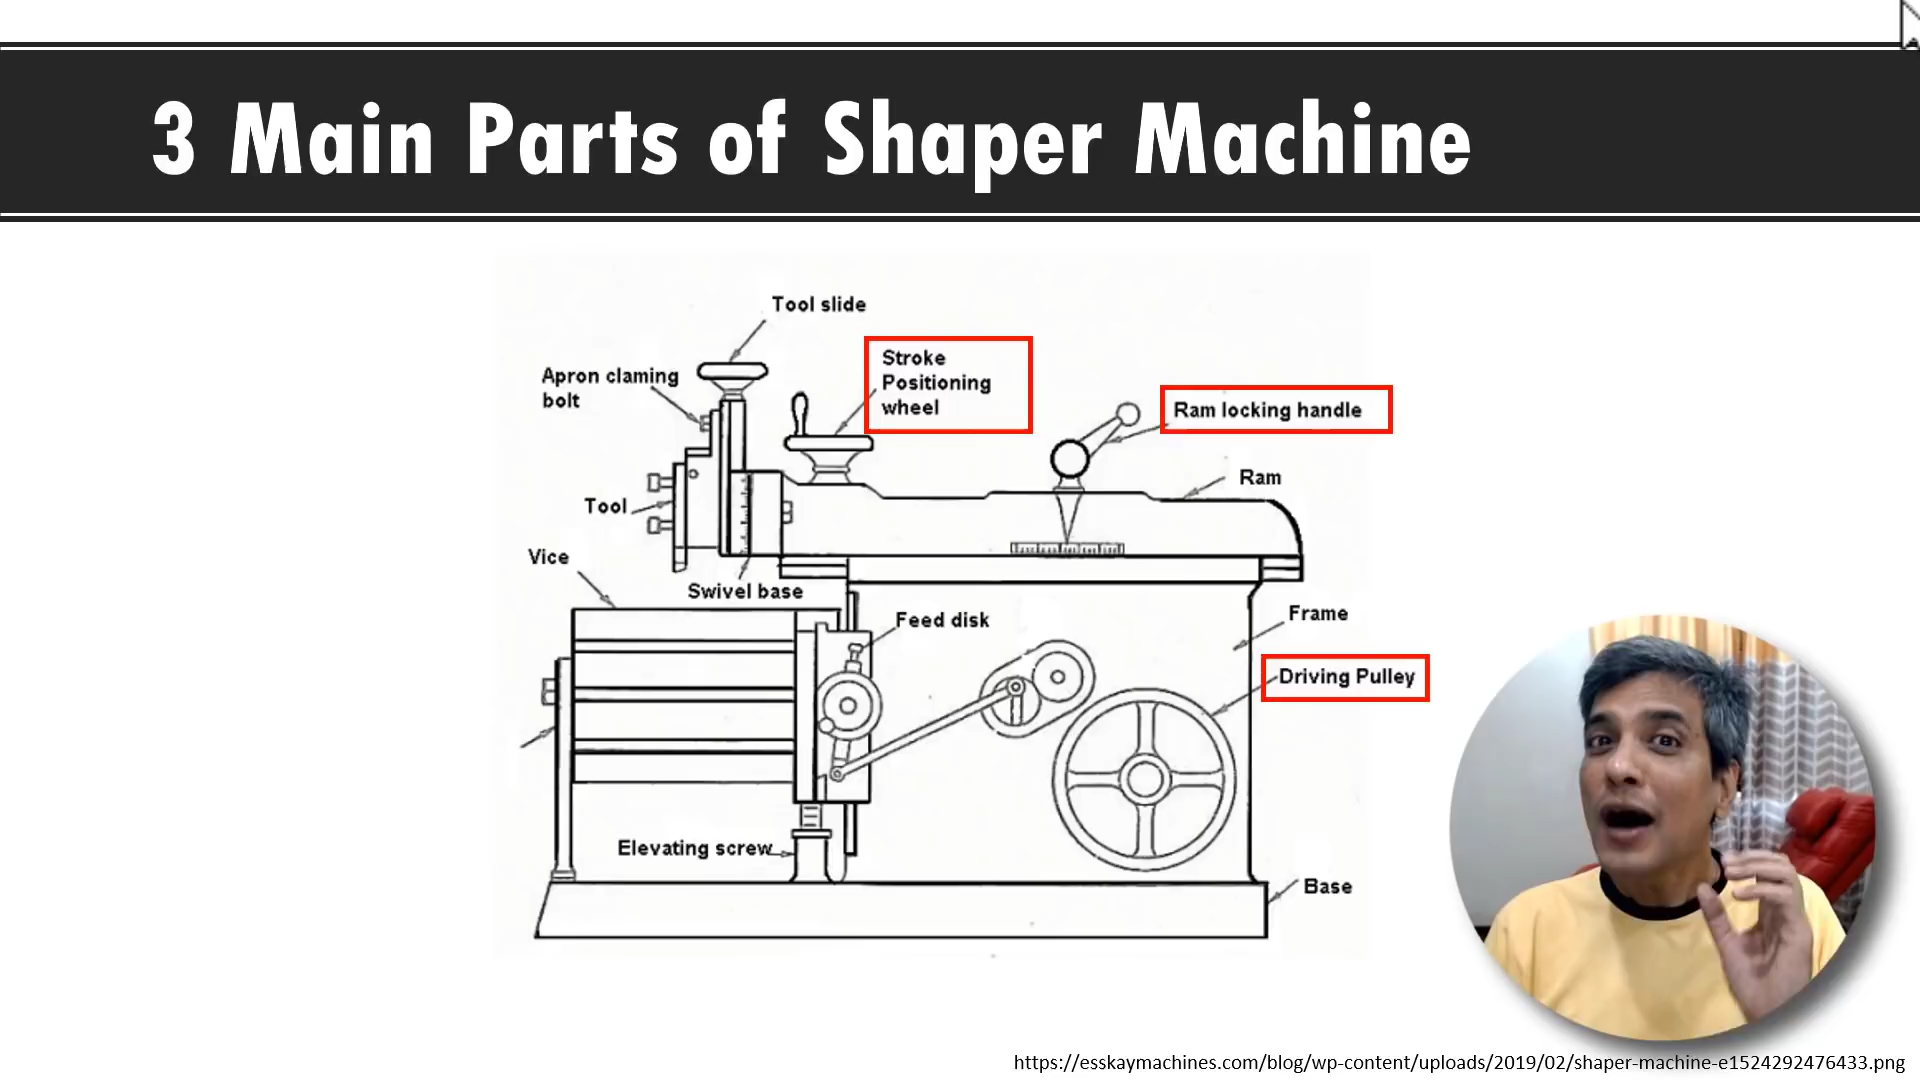 3 Main Parts of Shaper Machine
Tool slide
Stroke
Positioning
wheel
Apron claming
bolt
Ram locking handle
Ram
Tool
Vice
Swivel base
Feed disk
Frame
Driving Pulley
Elevating screw
Base
https://esskaymachines.com/blog/wp-content/uploads/2019/02/shaper-machine-e1524292476433.png